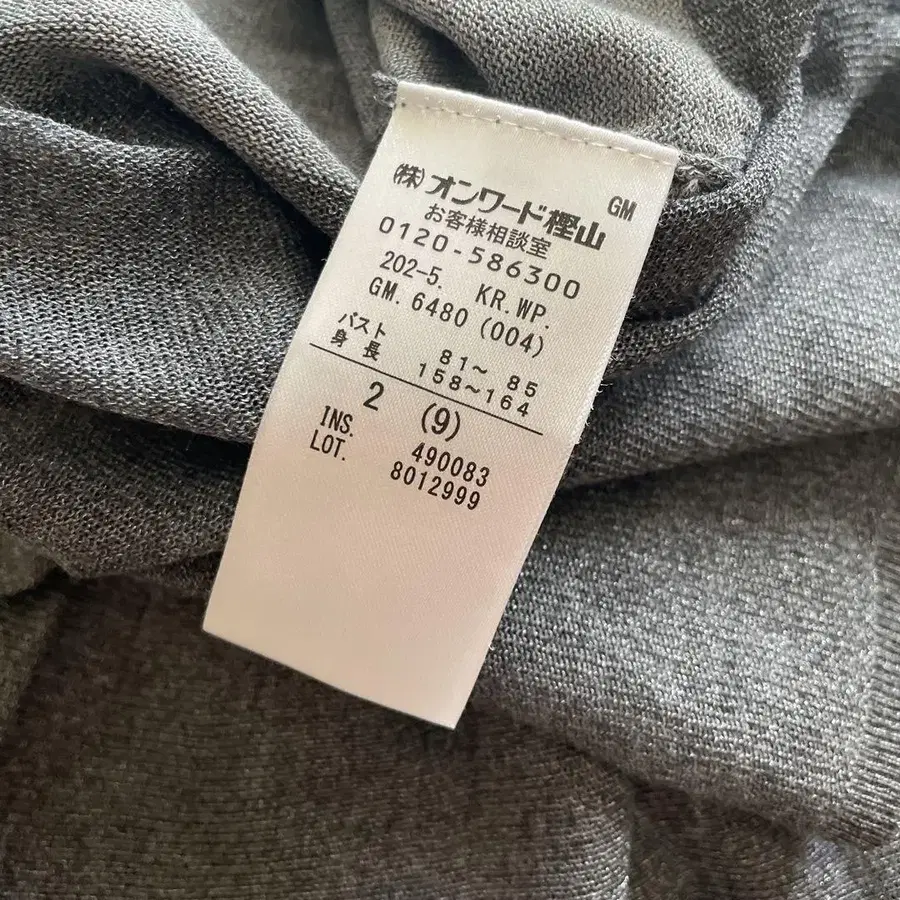 GM
(株)オンワード樫山
お客様相談室
0120-586300
202-5. KR.WP.
GM.6480(004)
バスト 81〜 85
身長 158〜164
2 (9)
INS. 490083
LOT. 8012999